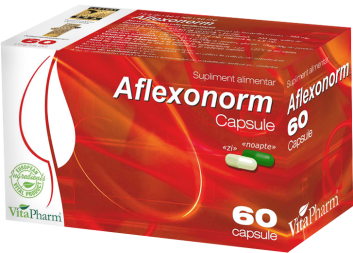 60
Supliment alimentar
Aflexonorm
Capsule
«zi» «noapte»
60
capsule
VitaPharm
Supliment alimentar
Aflexonorm
Capsule
60
VitaPharm